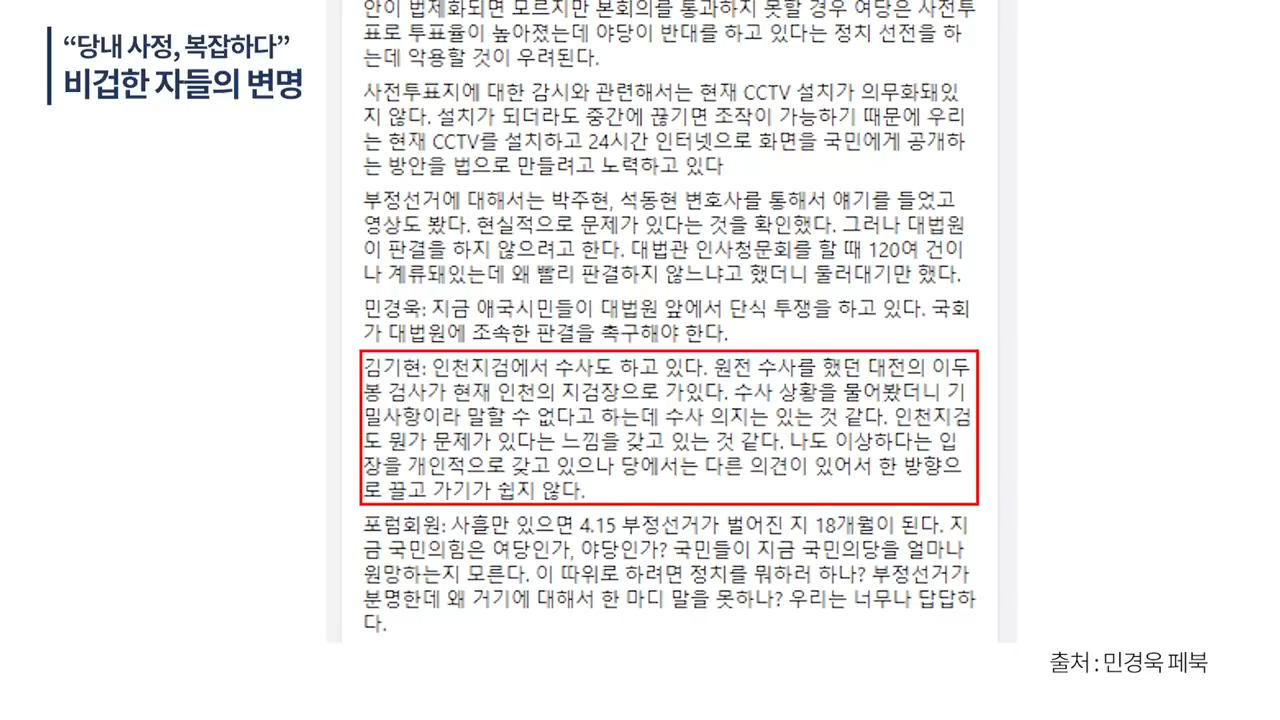 “당내 사정, 복잡하다”
비겁한 자들의 변명
안이 법제화되면 모르지만 본회의를 통과하지 못할 경우 여당은 사전투
표로 투표율이 높아졌는데 야당이 반대를 하고 있다는 정치 선전을 하
는데 악용할 것이 우려된다.
사전투표지에 대한 감시와 관련해서는 현재 CCTV 설치가 의무화돼있
지 않다. 설치가 되더라도 중간에 끊기면 조작이 가능하기 때문에 우리
는 현재 CCTV를 설치하고 24시간 인터넷으로 화면을 국민에게 공개하
는 방안을 법으로 만들려고 노력하고 있다
부정선거에 대해서는 박주현, 석동현 변호사를 통해서 얘기를 들었고
영상도 봤다. 현실적으로 문제가 있다는 것을 확인했다. 그러나 대법원
이 판결을 하지 않으려고 한다. 대법관 인사청문회를 할 때 120여 건이
나 계류돼있는데 왜 빨리 판결하지 않느냐고 했더니 둘러대기만 했다.
민경욱: 지금 애국시민들이 대법원 앞에서 단식 투쟁을 하고 있다. 국회
가 대법원에 조속한 판결을 촉구해야 한다.
김기현: 인천지검에서 수사도 하고 있다. 원전 수사를 했던 대전의 이두
봉 검사가 현재 인천의 지검장으로 가있다. 수사 상황을 물어봤더니 기
밀사항이라 말할 수 없다고 하는데 수사 의지는 있는 것 같다. 인천지검
도 뭔가 문제가 있다는 느낌을 갖고 있는 것 같다. 나도 이상하다는 입
장을 개인적으로 갖고 있으나 당에서는 다른 의견이 있어서 한 방향으
로 끌고 가기가 쉽지 않다.
포럼회원: 사흘만 있으면 4.15 부정선거가 벌어진 지 18개월이 된다. 지
금 국민의힘은 여당인가, 야당인가? 국민들이 지금 국민의당을 얼마나
원망하는지 모른다. 이 따위로 하려면 정치를 뭐하러 하나? 부정선거가
분명한데 왜 거기에 대해서 한 마디 말을 못하나? 우리는 너무나 답답하
다.
출처 : 민경욱 페북